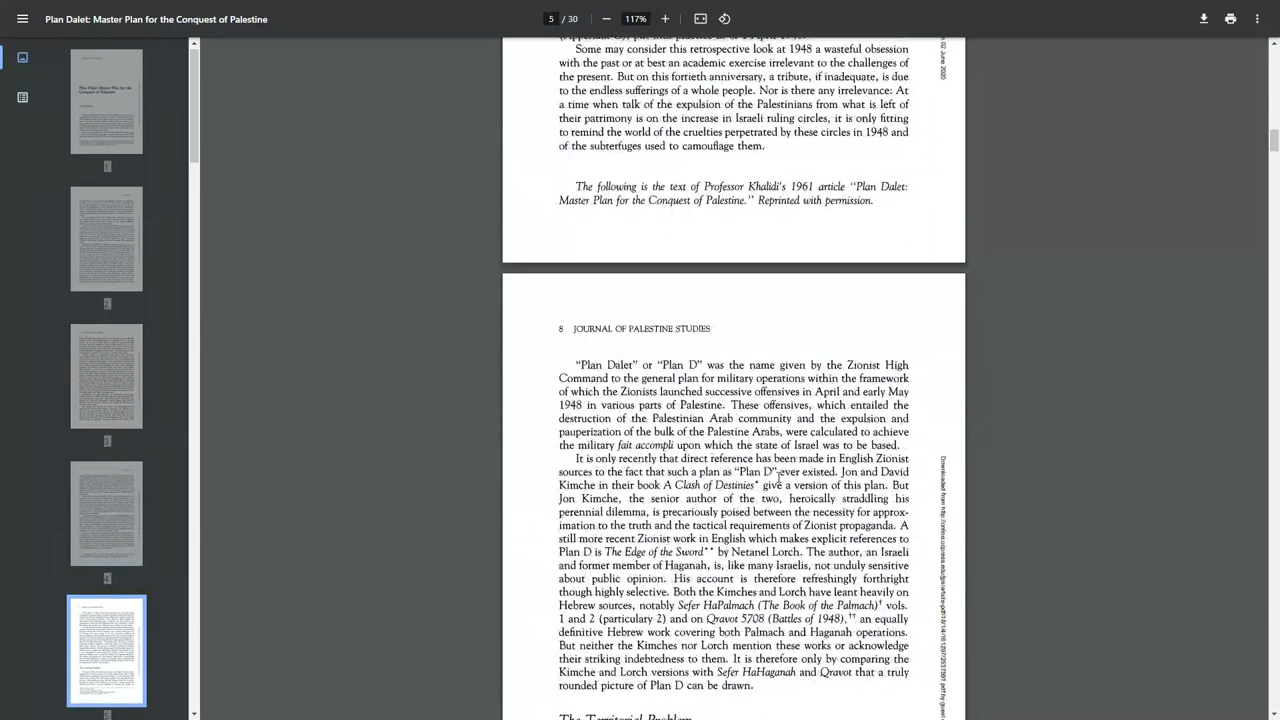 Plan Dalet: Master Plan for the Conquest of Palestine
5 / 30
117%
Some may consider this retrospective look at 1948 a wasteful obsession
with the past or at best an academic exercise irrelevant to the challenges of
the present. But on this fortieth anniversary, a tribute, if inadequate, is due
to the endless sufferings of a whole people. Nor is there any irrelevance: At
a time when talk of the expulsion of the Palestinians from what is left of
their patrimony is on the increase in Israeli ruling circles, it is only fitting
to remind the world of the cruelties perpetrated by these circles in 1948 and
of the subterfuges used to camouflage them.
The following is the text of Professor Khalidi's 1961 article "Plan Dalet:
Master Plan for the Conquest of Palestine." Reprinted with permission.
02 June 2020
8 JOURNAL OF PALESTINE STUDIES
"Plan Dalet" or "Plan D" was the name given by the Zionist High
Command to the general plan for military operations within the framework
of which the Zionists launched successive offensives in April and early May
1948 in various parts of Palestine. These offensives, which entailed the
destruction of the Palestinian Arab community and the expulsion and
pauperization of the bulk of the Palestine Arabs, were calculated to achieve
the military fait accompli upon which the state of Israel was to be based.
It is only recently that direct reference has been made in English Zionist
sources to the fact that such a plan as "Plan D" ever existed. Jon and David
Kimche in their book A Clash of Destinies* give a version of this plan. But
Jon Kimche, the senior author of the two, heroically straddling his
perennial dilemma, is precariously poised between the necessity for approx-
imation to the truth and the tactical requirements of Zionist propaganda. A
still more recent Zionist work in English which makes explicit references to
Plan D is The Edge of the Sword** by Netanel Lorch. The author, an Israeli
and former member of Haganah, is, like many Israelis, not unduly sensitive
about public opinion. His account is therefore refreshingly forthright
though highly selective. Both the Kimches and Lorch have leant heavily on
Hebrew sources, notably Sefer HaPalmach (The Book of the Palmach)† vols.
1 and 2 (particulary 2) and on Qravot 5708 (Battles of 1948),†† an equally
definitive Hebrew work covering both Palmach and Haganah operations.
But neither the Kimches nor Lorch mention these works or acknowledge
their striking indebtedness to them. It is therefore only by comparing the
Kimche and Lorch versions with Sefer HaHaganah and Qravot that a truly
rounded picture of Plan D can be drawn.
The Territorial Problem
Downloaded from
1
2
3
4
5